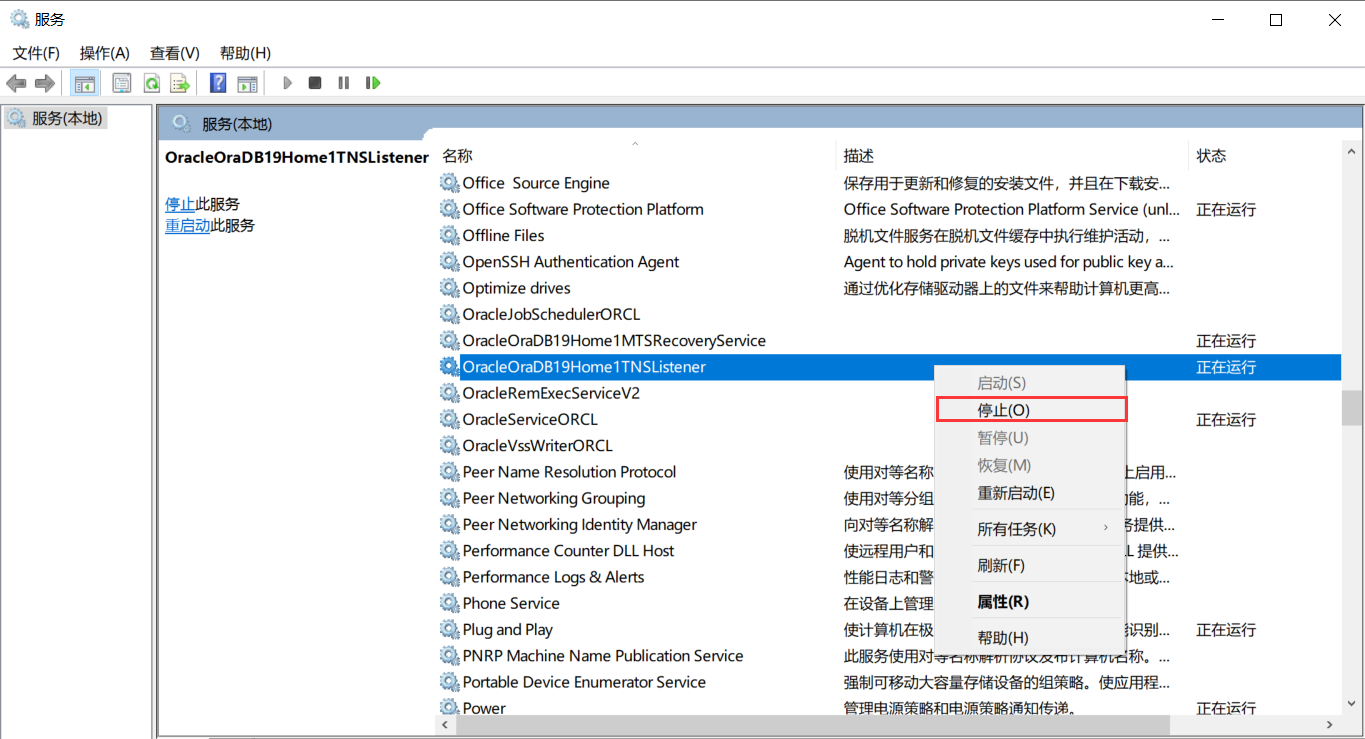 服务
文件(F) 操作(A) 查看(V) 帮助(H)
服务(本地)
服务(本地)
OracleOraDB19Home1TNSListener
停止此服务
重启动此服务
名称 描述 状态
Office Source Engine 保存用于更新和修复的安装文件，并且在下载安...
Office Software Protection Platform Office Software Protection Platform Service (unl... 正在运行
Offline Files 脱机文件服务在脱机文件缓存中执行维护活动，...
OpenSSH Authentication Agent Agent to hold private keys used for public key a...
Optimize drives 通过优化存储驱动器上的文件来帮助计算机更高...
OracleJobSchedulerORCL
OracleOraDB19Home1MTSRecoveryService 正在运行
OracleOraDB19Home1TNSListener 正在运行
OracleRemExecServiceV2
OracleServiceORCL 正在运行
OracleVssWriterORCL
Peer Name Resolution Protocol 使用对等名称 上启用...
Peer Networking Grouping 使用对等分组 功能，...
Peer Networking Identity Manager 向对等名称解 务提供...
Performance Counter DLL Host 使远程用户和 LL 提供...
Performance Logs & Alerts 性能日志和警 本地或...
Phone Service 在设备上管理
Plug and Play 使计算机在极 能识别... 正在运行
PNRP Machine Name Publication Service 此服务使用对等名称解析协议发布计算机名称。...
Portable Device Enumerator Service 强制可移动大容量存储设备的组策略。使应用程...
Power 管理电源策略和电源策略通知传递。 正在运行
启动(S)
停止(O)
暂停(U)
恢复(M)
重新启动(E)
所有任务(K)
刷新(F)
属性(R)
帮助(H)